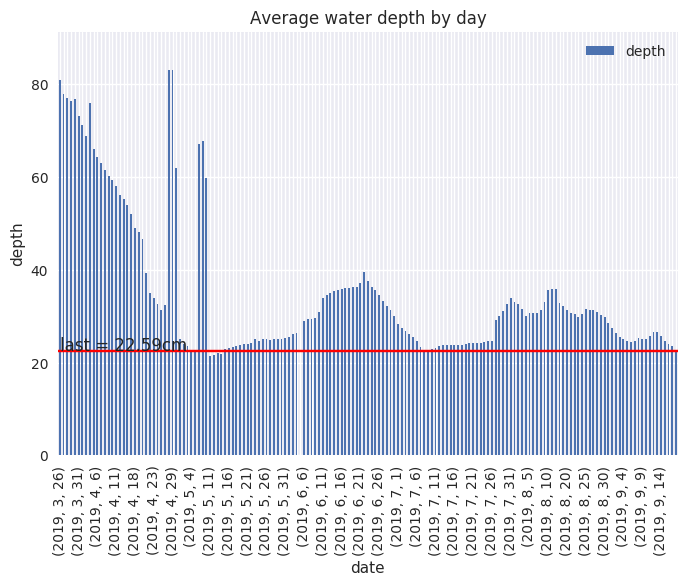 Average water depth by day
depth
depth
80
60
40
20
0
last = 22.59cm
(2019, 3, 26)
(2019, 3, 31)
(2019, 4, 6)
(2019, 4, 11)
(2019, 4, 18)
(2019, 4, 23)
(2019, 4, 29)
(2019, 5, 4)
(2019, 5, 11)
(2019, 5, 16)
(2019, 5, 21)
(2019, 5, 26)
(2019, 5, 31)
(2019, 6, 6)
(2019, 6, 11)
(2019, 6, 16)
(2019, 6, 21)
(2019, 6, 26)
(2019, 7, 1)
(2019, 7, 6)
(2019, 7, 11)
(2019, 7, 16)
(2019, 7, 21)
(2019, 7, 26)
(2019, 7, 31)
(2019, 8, 5)
(2019, 8, 10)
(2019, 8, 20)
(2019, 8, 25)
(2019, 8, 30)
(2019, 9, 4)
(2019, 9, 9)
(2019, 9, 14)
date